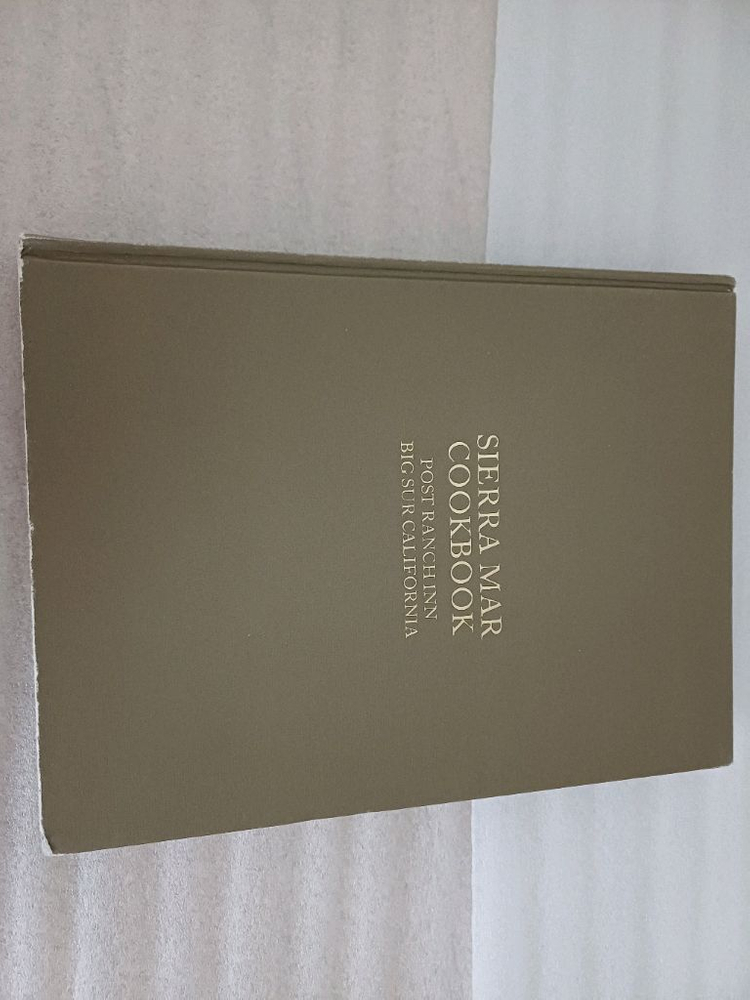 SIERRA MAR
COOKBOOK
POST RANCH INN
BIG SUR CALIFORNIA